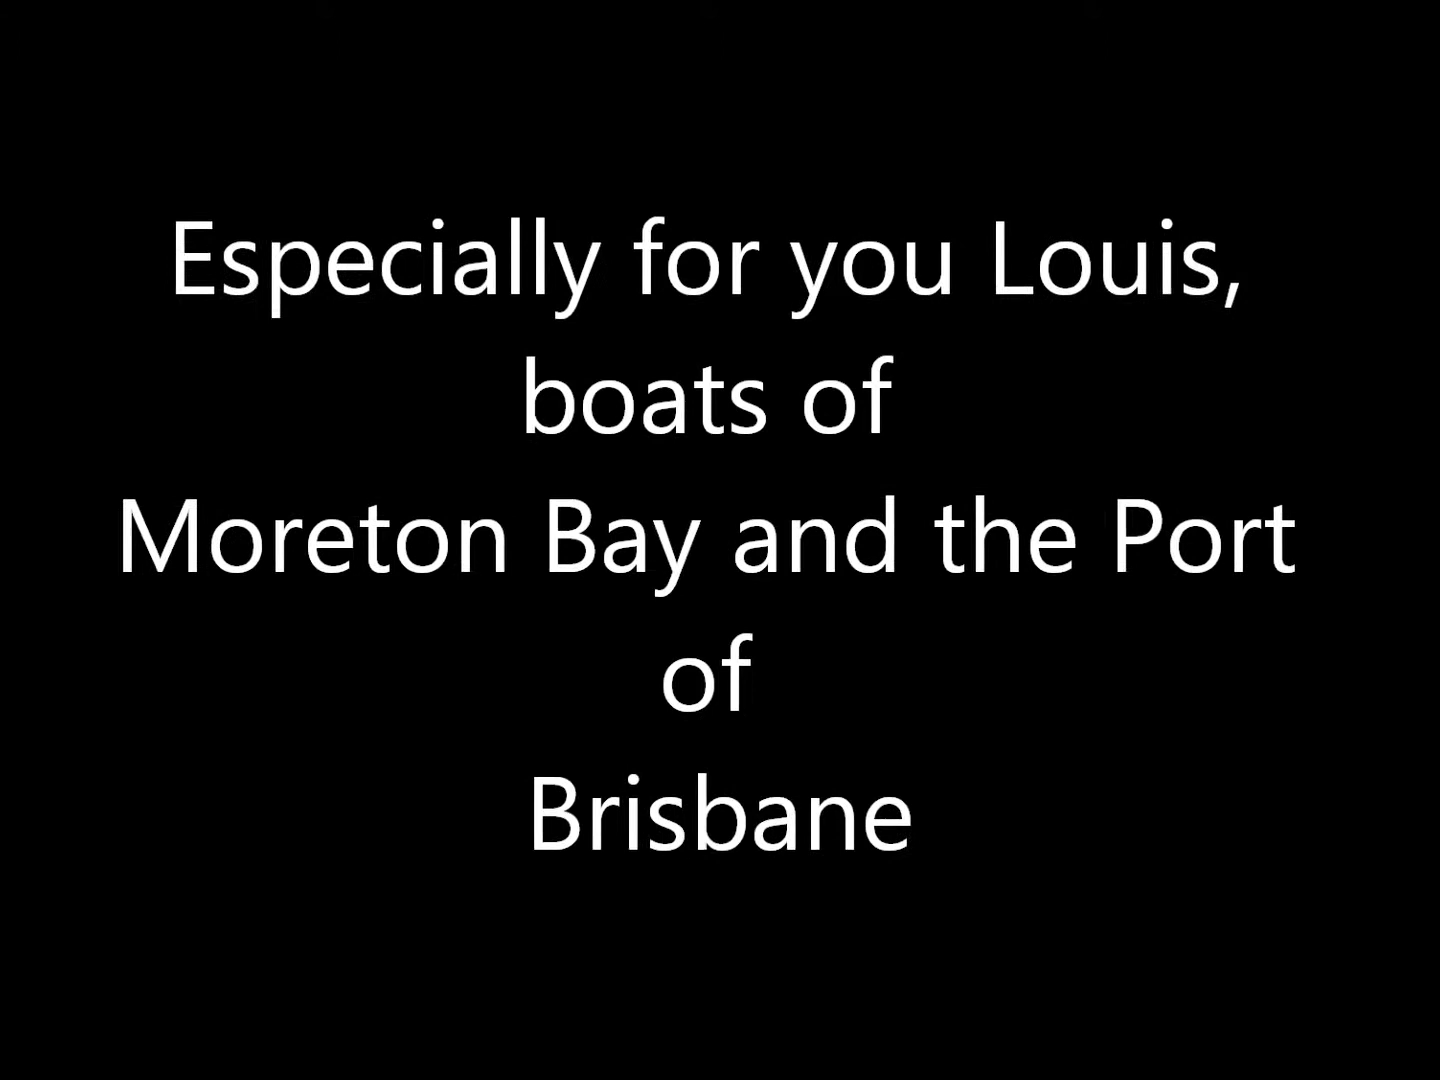 Especially for you Louis,
boats of
Moreton Bay and the Port
of
Brisbane